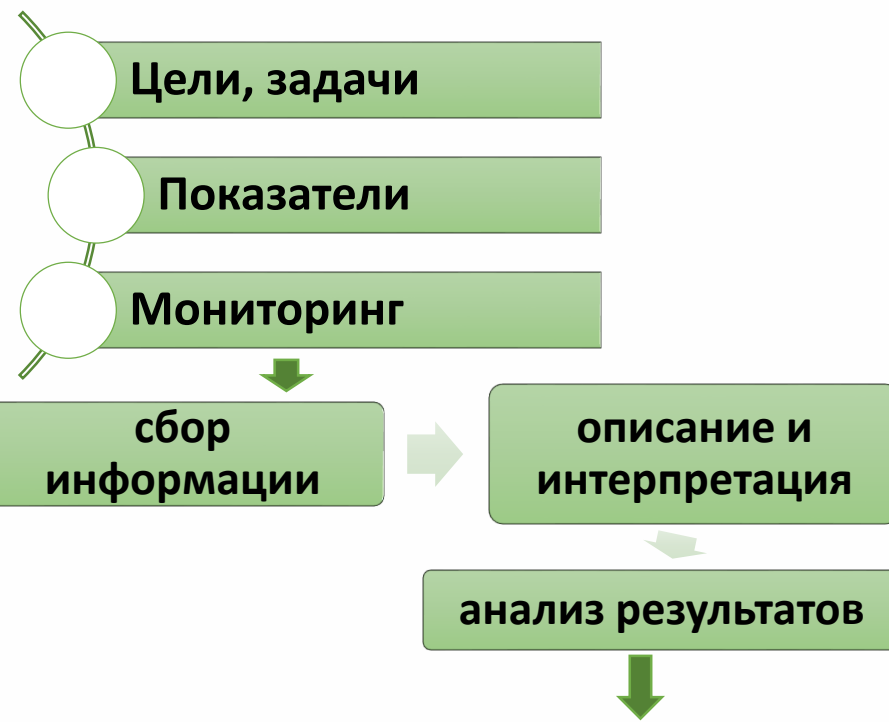 Цели, задачи
Показатели
Мониторинг
сбор
информации
описание и
интерпретация
анализ результатов